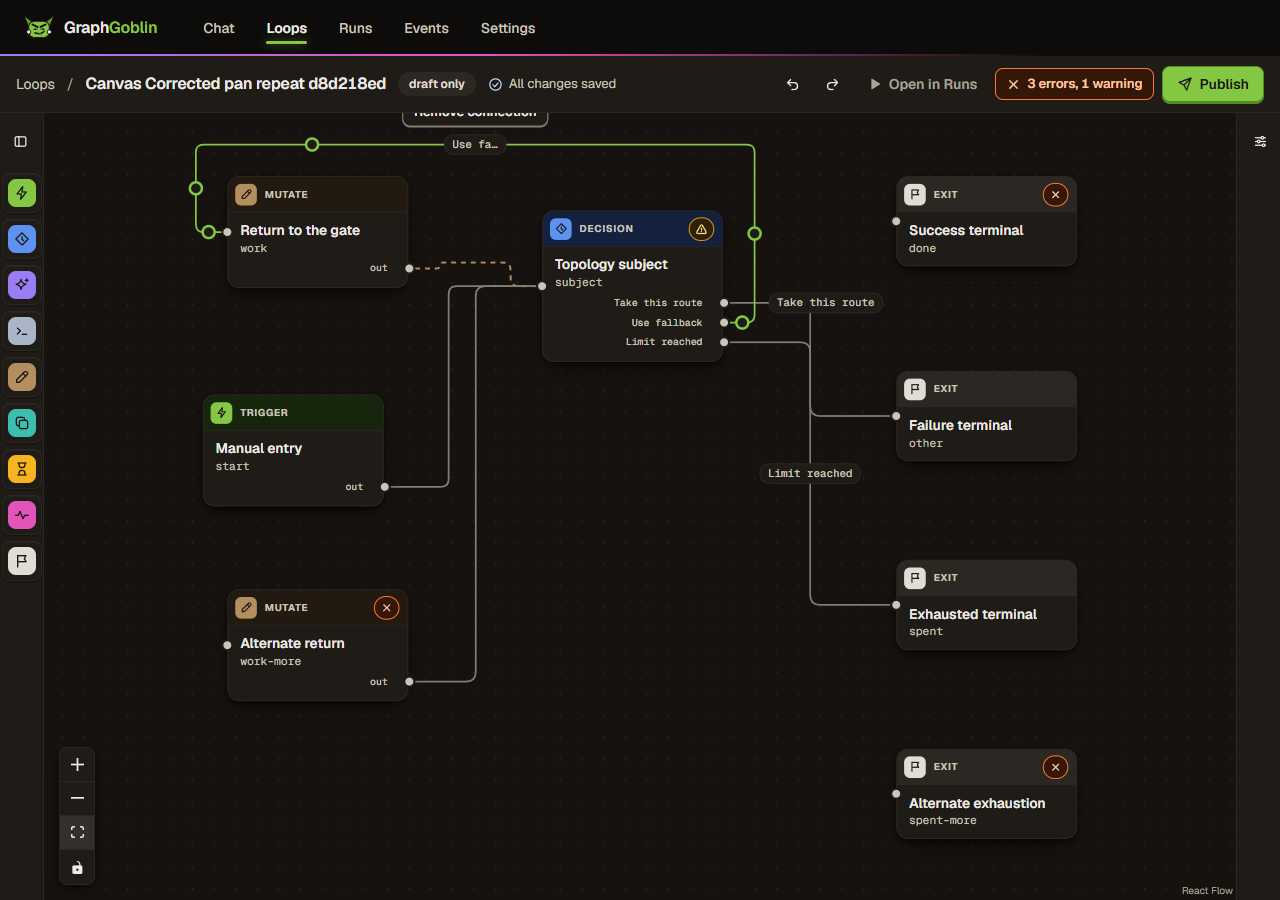 GraphGoblin
Chat
Loops
Runs
Events
Settings
Loops / Canvas Corrected pan repeat d8d218ed
draft only
All changes saved
Open in Runs
3 errors, 1 warning
Publish
Remove connection
Use fa…
MUTATE
Return to the gate
work
out
DECISION
Topology subject
subject
Take this route
Use fallback
Limit reached
Take this route
Limit reached
EXIT
Success terminal
done
TRIGGER
Manual entry
start
out
EXIT
Failure terminal
other
MUTATE
Alternate return
work-more
out
EXIT
Exhausted terminal
spent
EXIT
Alternate exhaustion
spent-more
React Flow